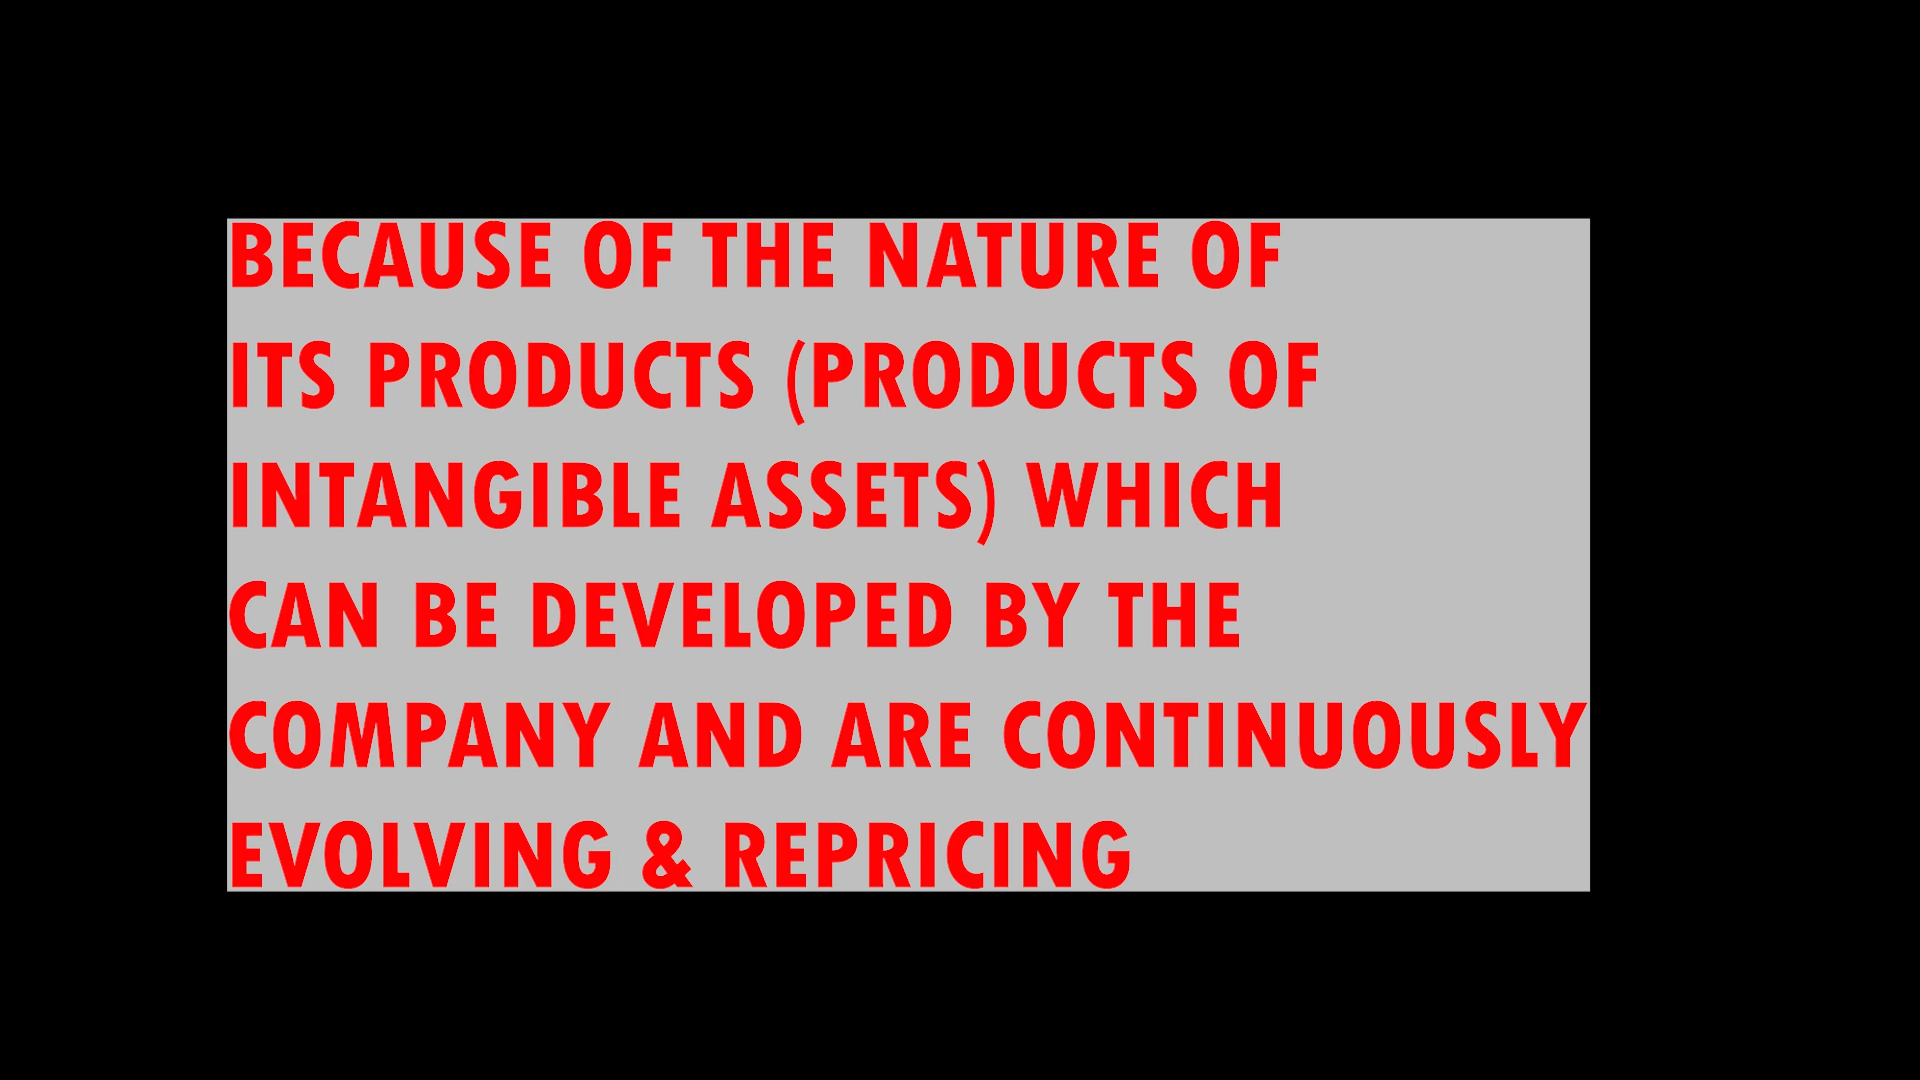 BECAUSE OF THE NATURE OF
ITS PRODUCTS (PRODUCTS OF
INTANGIBLE ASSETS) WHICH
CAN BE DEVELOPED BY THE
COMPANY AND ARE CONTINUOUSLY
EVOLVING & REPRICING